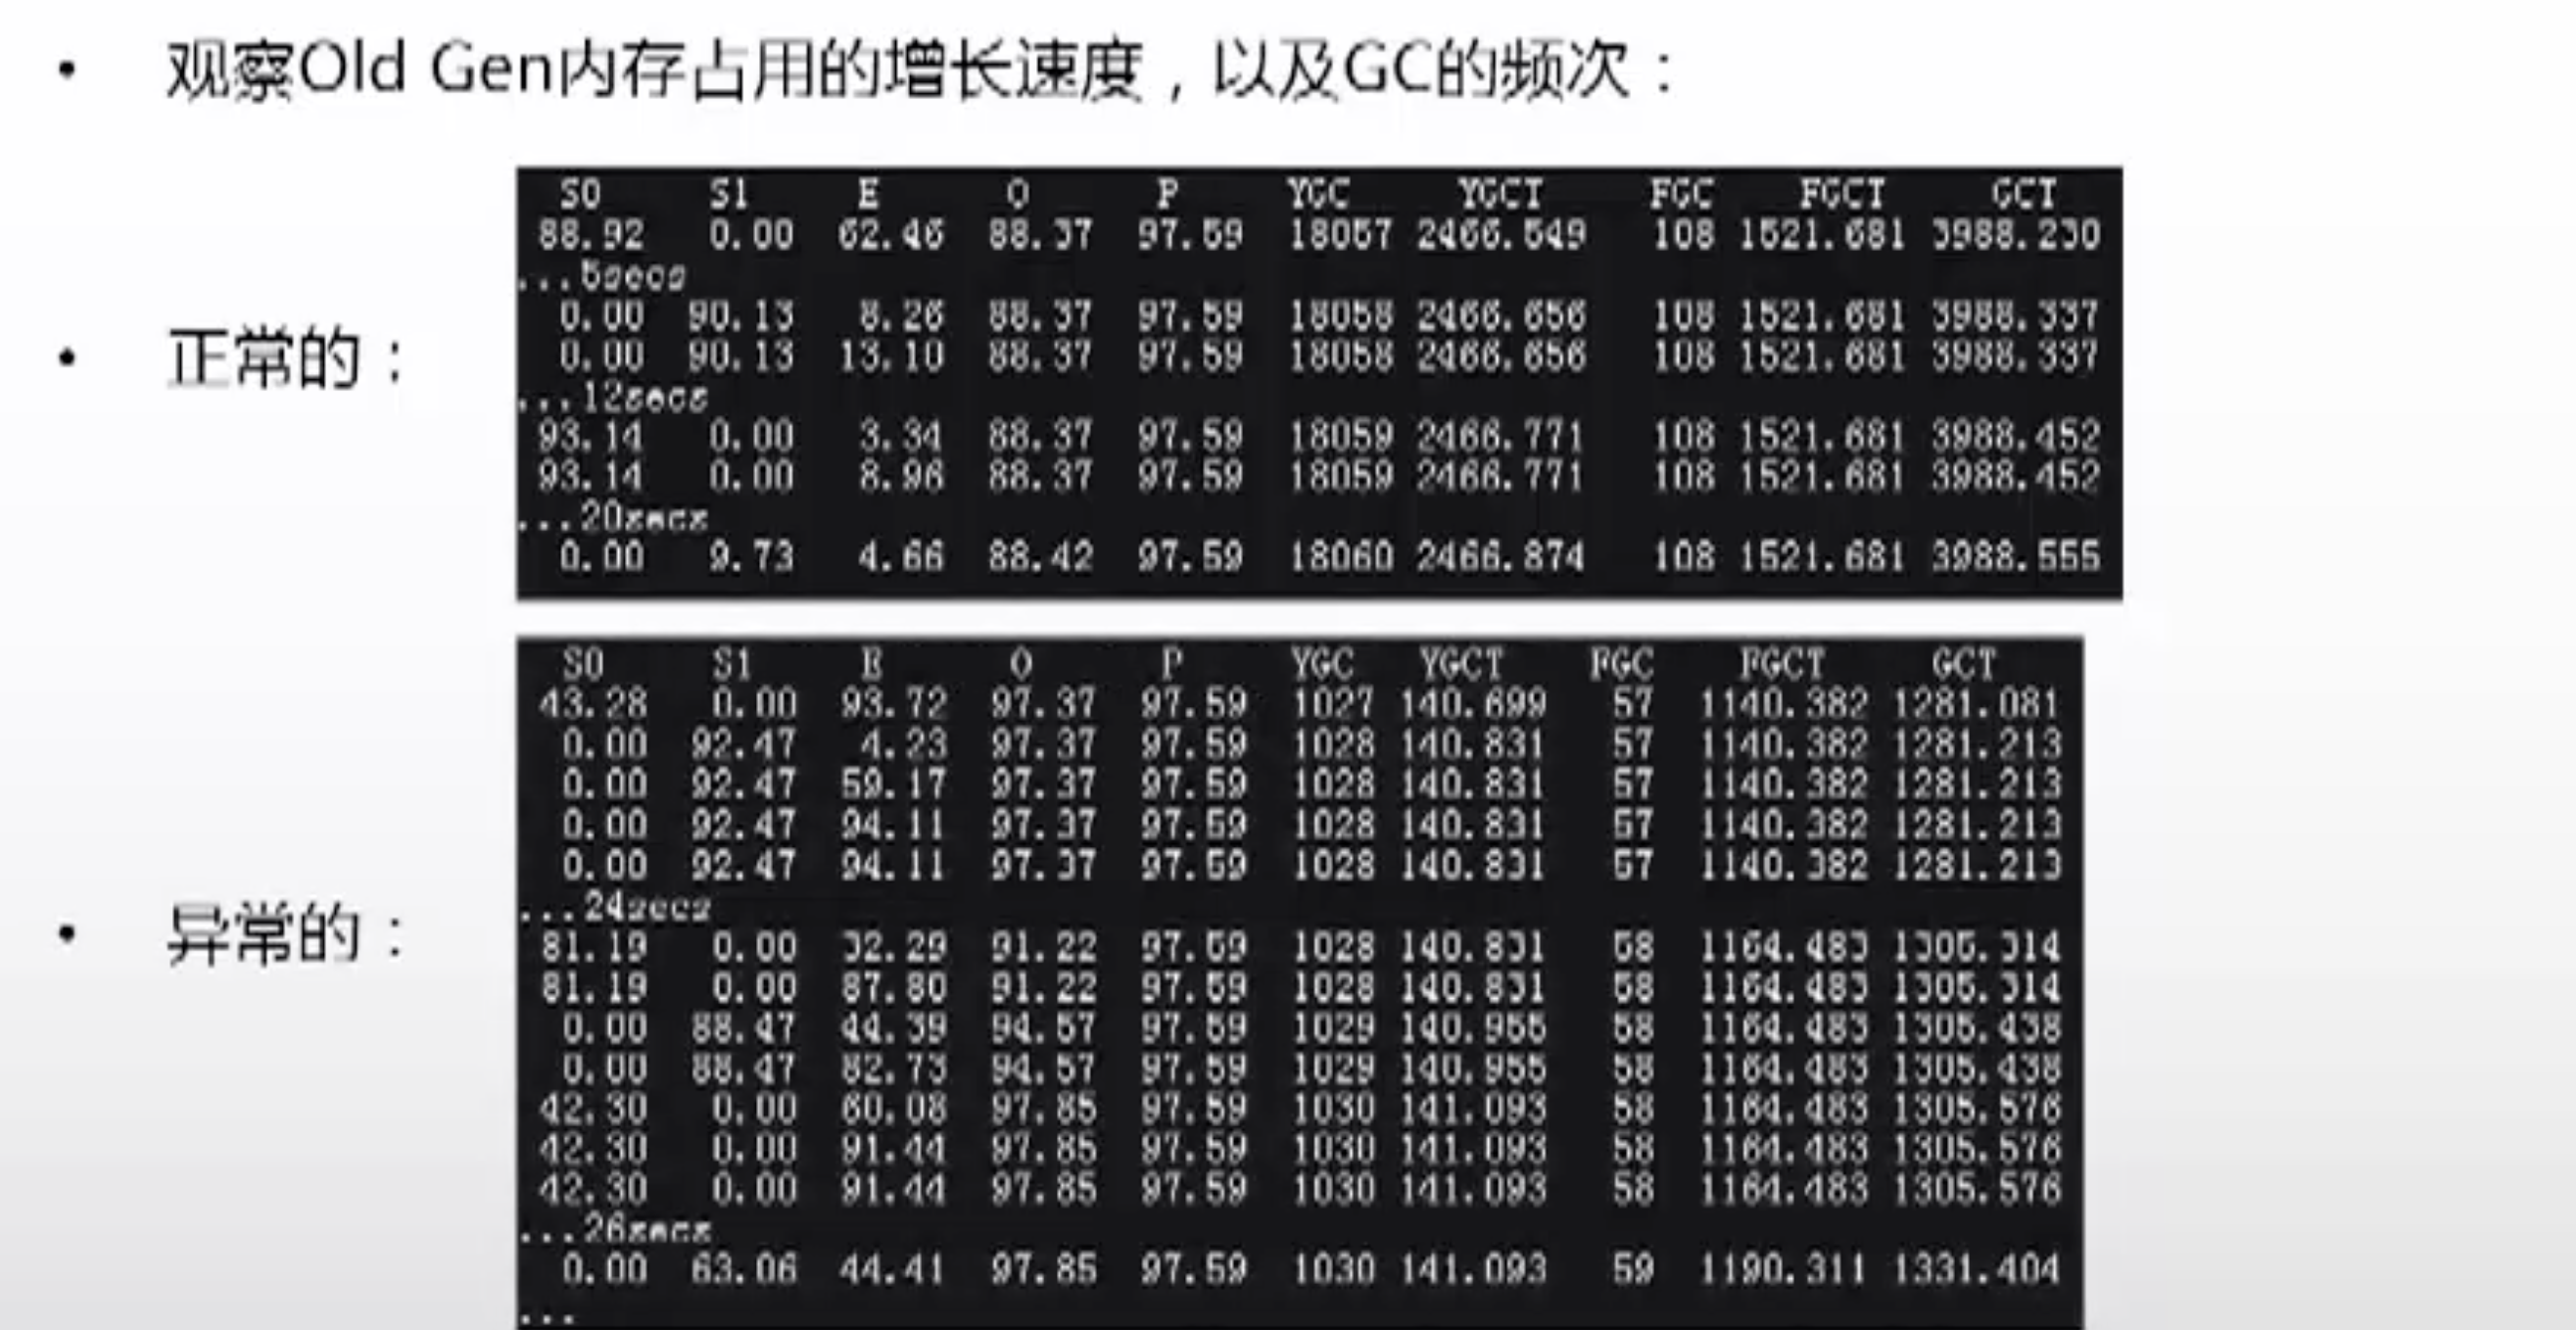 • 观察Old Gen内存占用的增长速度，以及GC的频次：
S0 S1 E O P YGC YGCT FGC FGCT GCT
88.92 0.00 62.46 88.37 97.59 18057 2466.549 108 1521.681 3988.230
...5secs
0.00 90.13 8.26 88.37 97.59 18058 2466.656 108 1521.681 3988.337
• 正常的：
0.00 90.13 13.10 88.37 97.59 18058 2466.656 108 1521.681 3988.337
...12secs
93.14 0.00 3.34 88.37 97.59 18059 2466.771 108 1521.681 3988.452
93.14 0.00 8.96 88.37 97.59 18059 2466.771 108 1521.681 3988.452
...20secs
0.00 9.73 4.66 88.42 97.59 18060 2466.874 108 1521.681 3988.555
S0 S1 E O P YGC YGCT FGC FGCT GCT
43.28 0.00 93.72 97.37 97.59 1027 140.699 57 1140.382 1281.081
0.00 92.47 4.23 97.37 97.59 1028 140.831 57 1140.382 1281.213
0.00 92.47 59.17 97.37 97.59 1028 140.831 57 1140.382 1281.213
0.00 92.47 94.11 97.37 97.59 1028 140.831 57 1140.382 1281.213
0.00 92.47 94.11 97.37 97.59 1028 140.831 57 1140.382 1281.213
...24secs
• 异常的：
81.19 0.00 32.29 91.22 97.59 1028 140.831 58 1164.483 1305.314
81.19 0.00 87.80 91.22 97.59 1028 140.831 58 1164.483 1305.314
0.00 88.47 44.39 94.57 97.59 1029 140.955 58 1164.483 1305.438
0.00 88.47 82.73 94.57 97.59 1029 140.955 58 1164.483 1305.438
42.30 0.00 60.08 97.85 97.59 1030 141.093 58 1164.483 1305.576
42.30 0.00 91.44 97.85 97.59 1030 141.093 58 1164.483 1305.576
42.30 0.00 91.44 97.85 97.59 1030 141.093 58 1164.483 1305.576
...26secs
0.00 63.06 44.41 97.85 97.59 1030 141.093 59 1190.311 1331.404
...